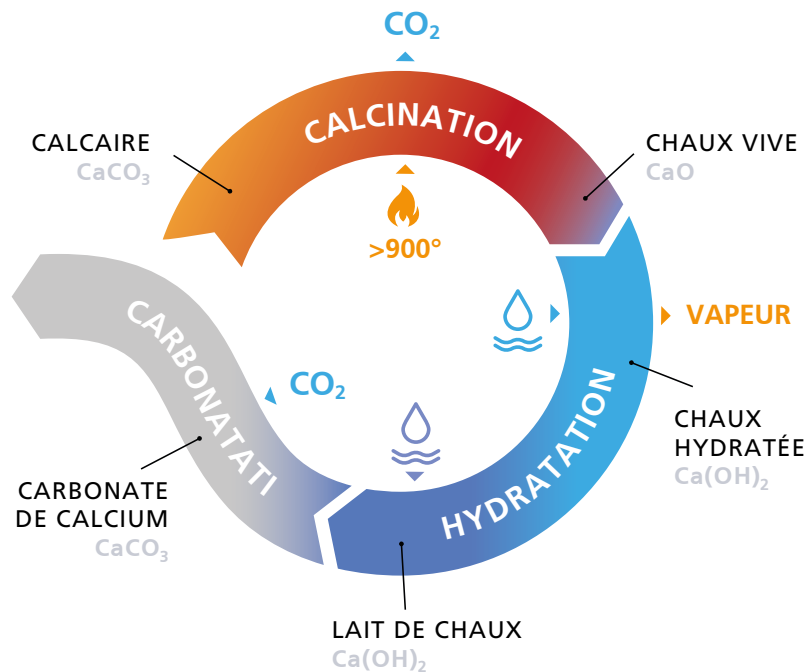 CO₂
CALCINATION
CALCAIRE
CaCO₃
CHAUX VIVE
CaO
>900°
VAPEUR
CARBONATATI
CO₂
HYDRATATION
CHAUX
HYDRATÉE
Ca(OH)₂
CARBONATE
DE CALCIUM
CaCO₃
LAIT DE CHAUX
Ca(OH)₂